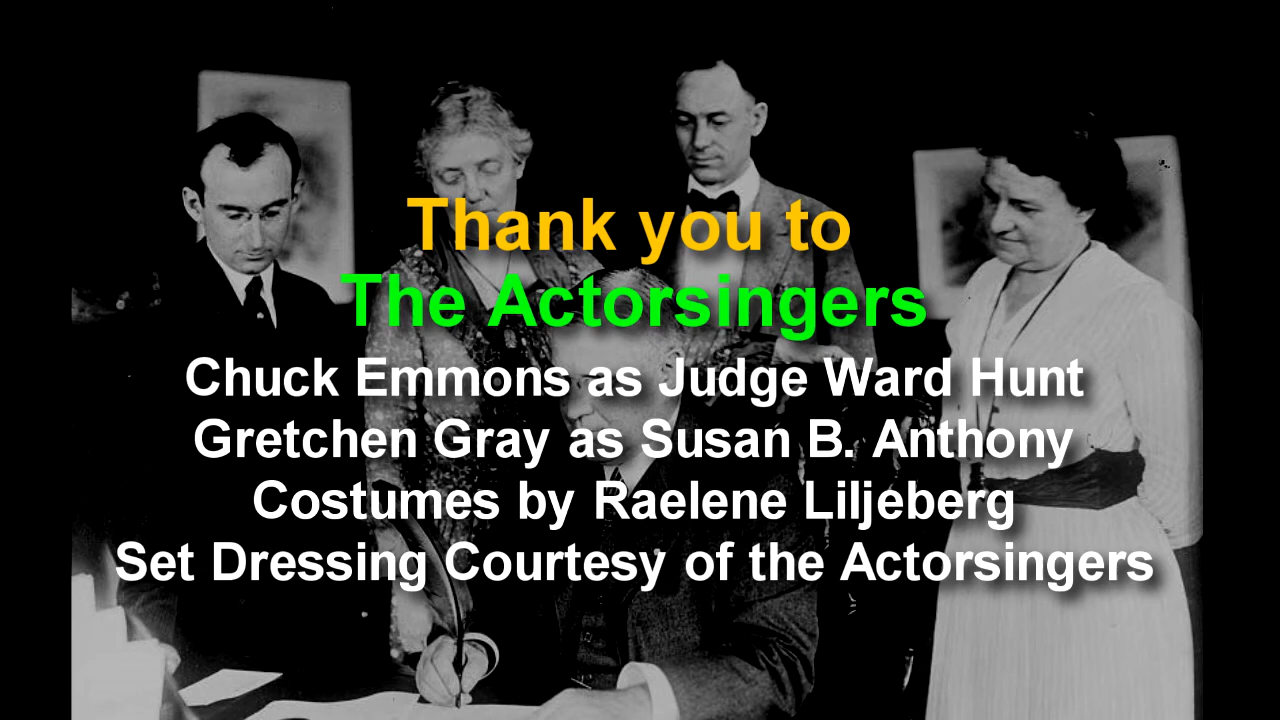 Thank you to
The Actorsingers
Chuck Emmons as Judge Ward Hunt
Gretchen Gray as Susan B. Anthony
Costumes by Raelene Liljeberg
Set Dressing Courtesy of the Actorsingers